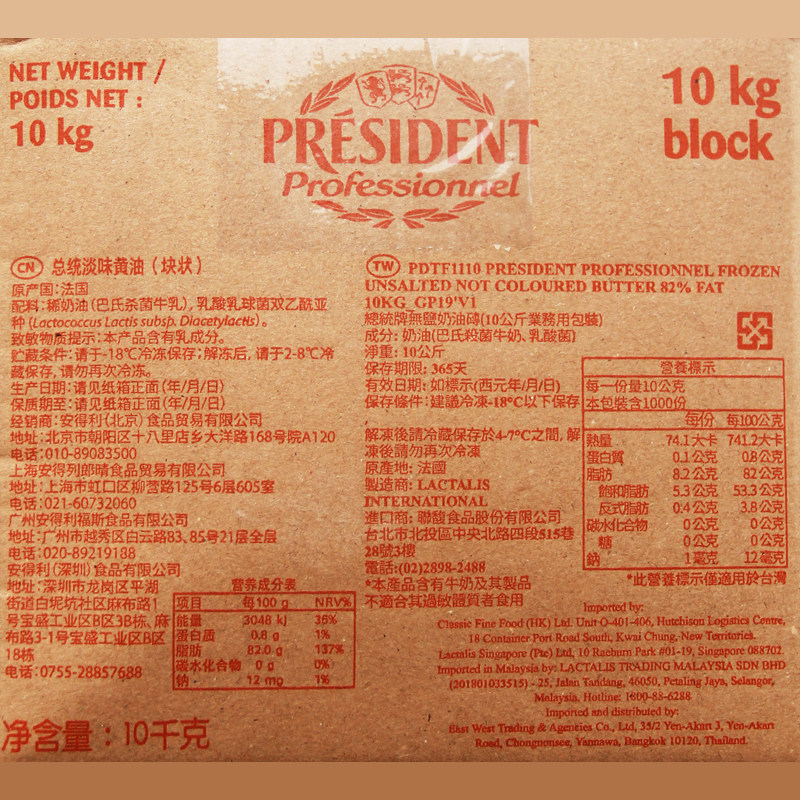 NET WEIGHT /
POIDS NET :
10 kg
PRÉSIDENT
Professionnel
10 kg
block
CN 总统淡味黄油（块状）
原产国:法国
配料:稀奶油(巴氏杀菌牛乳),乳酸乳球菌双乙酰亚
种(Lactococcus Lactis subsp. Diacetylactis)。
致敏物质提示:本产品含有乳成分。
贮藏条件:请于-18℃冷冻保存;解冻后,请于2-8℃冷
藏保存,请勿再次冷冻。
生产日期:请见纸箱正面(年/月/日)
保质期至:请见纸箱正面(年/月/日)
经销商:安得利(北京)食品贸易有限公司
地址:北京市朝阳区十八里店乡大洋路168号院A120
电话:010-89083500
上海安得列郎晴食品贸易有限公司
地址:上海市虹口区柳营路125号6层605室
电话:021-60732060
广州安得利福斯食品有限公司
地址:广州市越秀区白云路83、85号21层全层
电话:020-89219188
安得利(深圳)食品有限公司
地址:深圳市龙岗区平湖
街道白坭坑社区麻布路1
号宝盛工业区B区3B栋、麻
布路3-1号宝盛工业区B区
18栋
电话:0755-28857688
营养成分表
项目 每100 g NRV%
能量 3048 kJ 36%
蛋白质 0.8 g 1%
脂肪 82.0 g 137%
碳水化合物 0 g 0%
钠 12 mg 1%
净含量:10千克
TW PDTF1110 PRESIDENT PROFESSIONNEL FROZEN
UNSALTED NOT COLOURED BUTTER 82% FAT
10KG_GP19'V1
總統牌無鹽奶油磚(10公斤業務用包裝)
成分: 奶油(巴氏殺菌牛奶、乳酸菌)
淨重: 10公斤
保存期限: 365天
有效日期: 如標示(西元年/月/日)
保存條件:建議冷凍-18°C以下保存
解凍後請冷藏保存於4-7°C之間,解
凍後請勿再次冷凍
原產地: 法國
製造商: LACTALIS
INTERNATIONAL
進口商: 聯馥食品股份有限公司
台北市北投區中央北路四段515巷
28號3樓
電話:(02)2898-2488
*本產品含有牛奶及其製品
不適合其過敏體質者食用
營養標示
每一份量10公克
本包裝含1000份
每份 每100公克
熱量 74.1大卡 741.2大卡
蛋白質 0.1公克 0.8公克
脂肪 8.2公克 82公克
飽和脂肪 5.3公克 53.3公克
反式脂肪 0.4公克 3.8公克
碳水化合物 0公克 0公克
糖 0公克 0公克
鈉 1毫克 12毫克
*此營養標示僅適用於台灣
Imported by:
Classic Fine Food (HK) Ltd. Unit O-401-406, Hutchison Logistics Centre,
18 Container Port Road South, Kwai Chung, New Territories.
Lactalis Singapore (Pte) Ltd, 10 Raeburn Park #01-19, Singapore 088702.
Imported in Malaysia by: LACTALIS TRADING MALAYSIA SDN BHD
(201801033515) - 25, Jalan Tandang, 46050, Petaling Jaya, Selangor,
Malaysia, Hotline: 1800-88-6288
Imported and distributed by:
East West Trading & Agencies Co., Ltd, 35/2 Yen-Akart 3, Yen-Akart
Road, Chongnonsee, Yannawa, Bangkok 10120, Thailand.